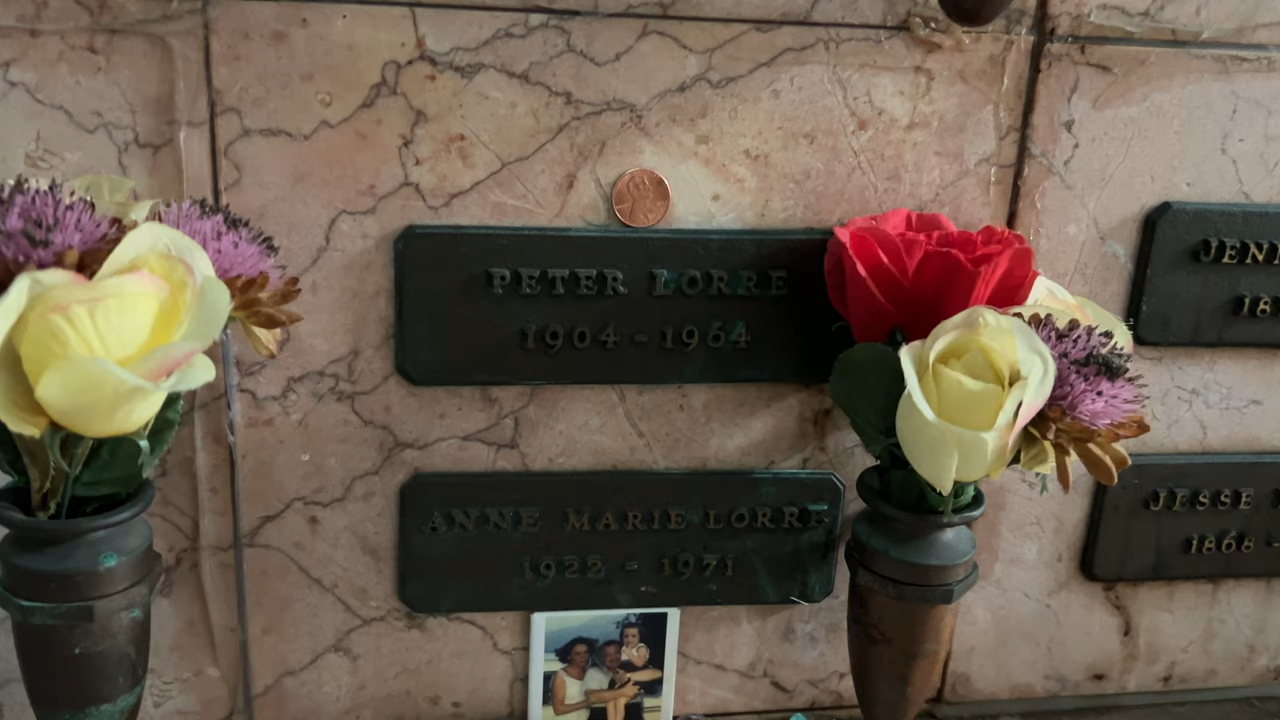 PETER LORRE
1904-1964
ANNE MARIE LORRE
1922 - 1971
JESSE
1868 -